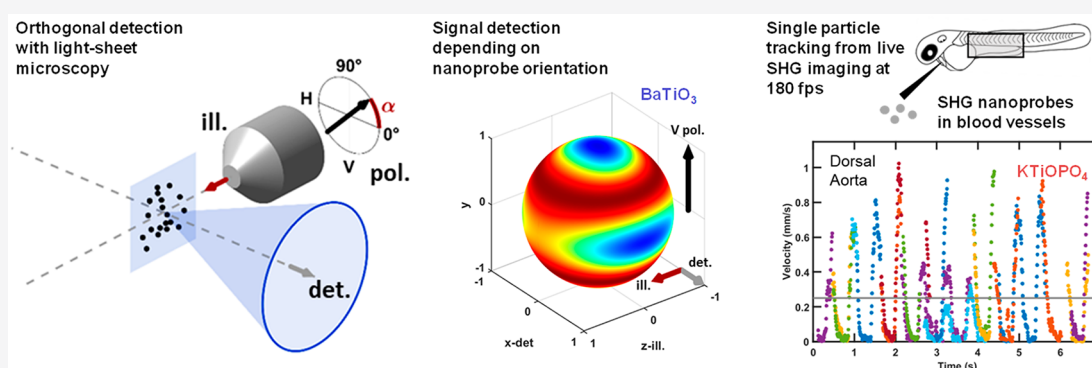 Orthogonal detection
with light-sheet
microscopy
90°
H
α
0°
ill.
V
pol.
det.
Signal detection
depending on
nanoprobe orientation
BaTiO₃
V pol.
1
y
0
-1
-1
0
1
x-det
1
0
-1
z-ill.
ill.
det.
Single particle
tracking from live
SHG imaging at
180 fps
SHG nanoprobes
in blood vessels
Dorsal
Aorta
KTiOPO₄
Velocity (mm/s)
1
0.8
0.6
0.4
0.2
0
0 1 2 3 4 5 6
Time (s)